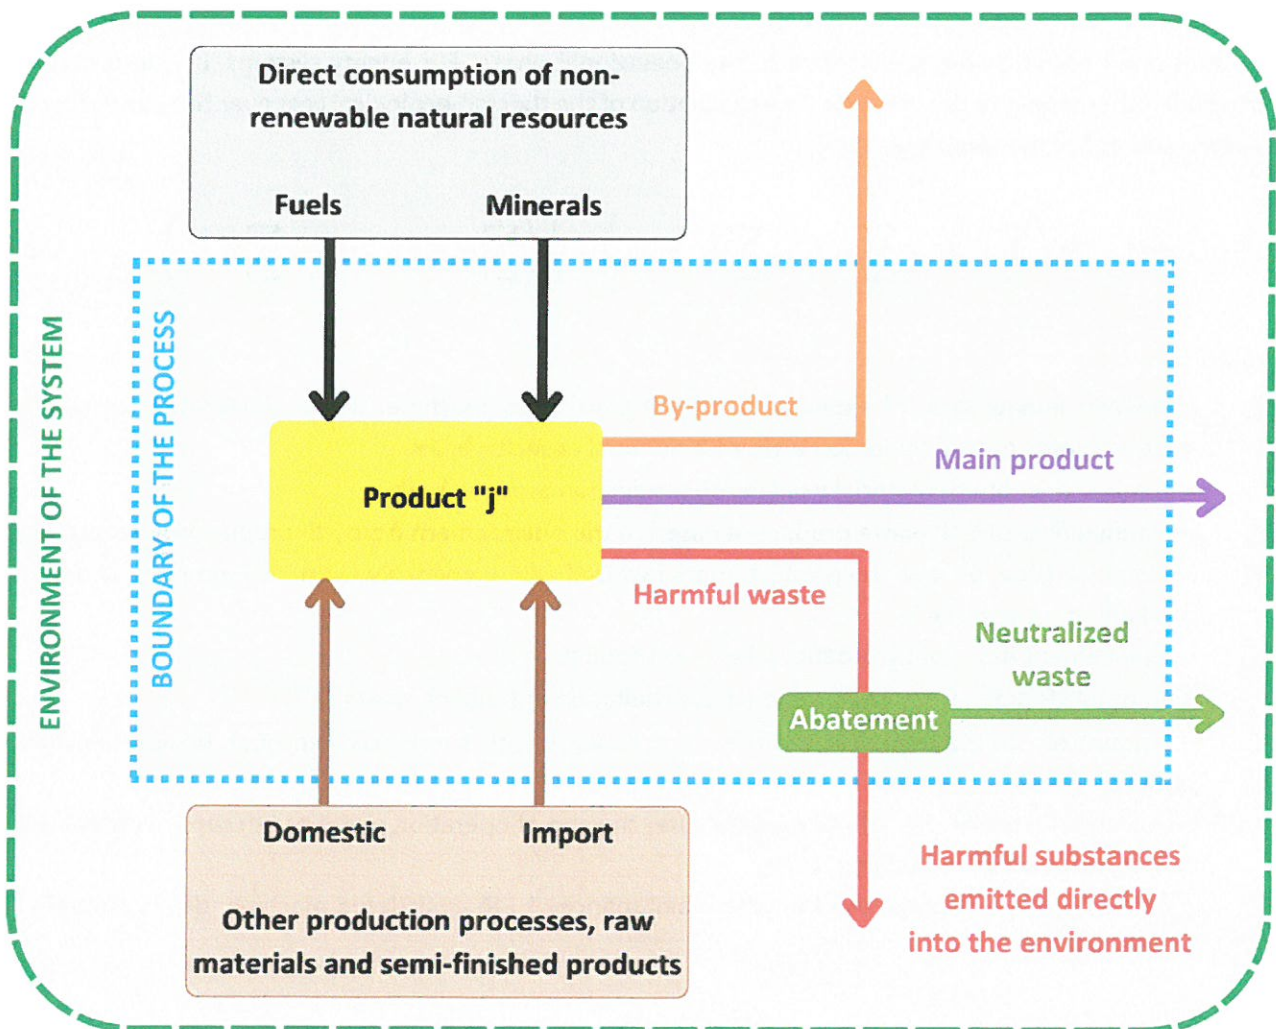 Direct consumption of non-
renewable natural resources
Fuels
Minerals
ENVIRONMENT OF THE SYSTEM
BOUNDARY OF THE PROCESS
By-product
Main product
Product "j"
Harmful waste
Neutralized
waste
Abatement
Domestic
Import
Other production processes, raw
materials and semi-finished products
Harmful substances
emitted directly
into the environment